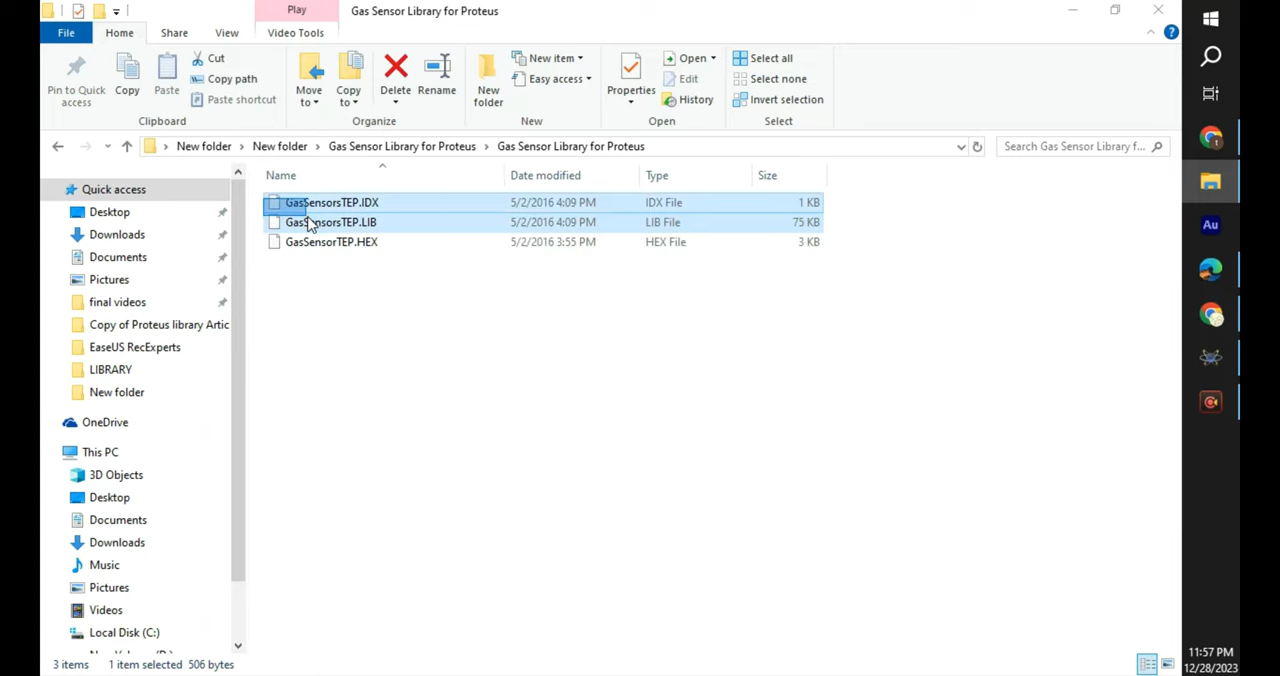 Play
Gas Sensor Library for Proteus
File
Home
Share
View
Video Tools
Pin to Quick access
Copy
Paste
Cut
Copy path
Paste shortcut
Clipboard
Move to
Copy to
Delete
Rename
Organize
New folder
New item
Easy access
New
Properties
Open
Edit
History
Open
Select all
Select none
Invert selection
Select
New folder > New folder > Gas Sensor Library for Proteus > Gas Sensor Library for Proteus
Search Gas Sensor Library f...
Name Date modified Type Size
GasSensorsTEP.IDX 5/2/2016 4:09 PM IDX File 1 KB
GasSensorsTEP.LIB 5/2/2016 4:09 PM LIB File 75 KB
GasSensorTEP.HEX 5/2/2016 3:55 PM HEX File 3 KB
Quick access
Desktop
Downloads
Documents
Pictures
final videos
Copy of Proteus library Artic
EaseUS RecExperts
LIBRARY
New folder
OneDrive
This PC
3D Objects
Desktop
Documents
Downloads
Music
Pictures
Videos
Local Disk (C:)
3 items 1 item selected 506 bytes
Au
11:57 PM
12/28/2023